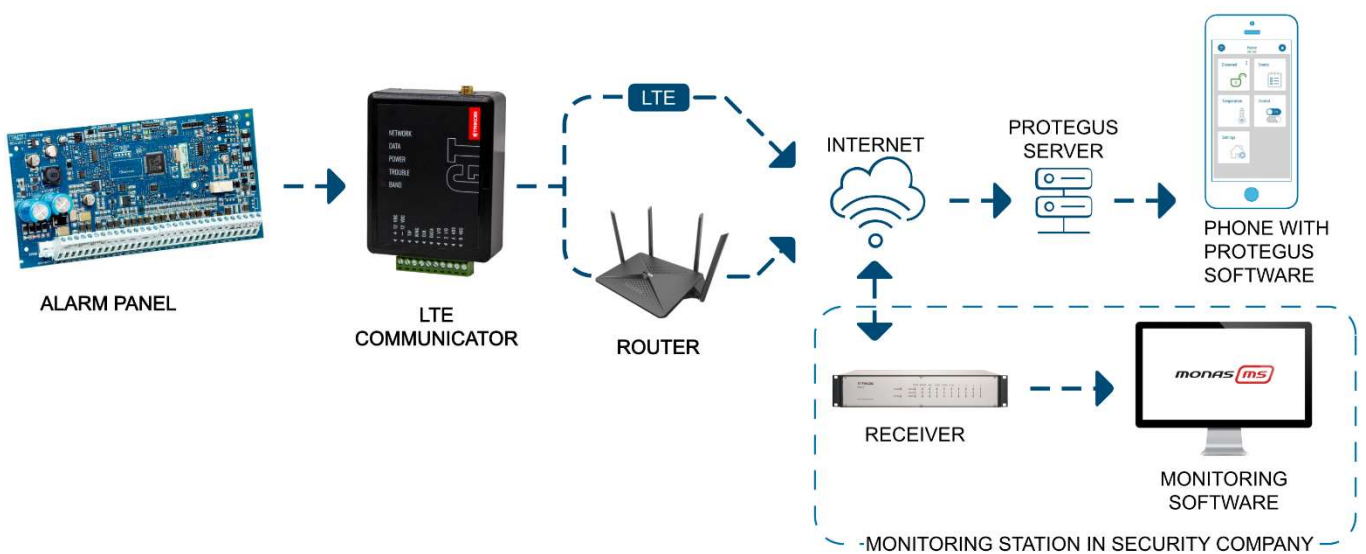 ALARM PANEL
NETWORK
DATA
POWER
TROUBLE
BAND
GT
TRIKDIS
LTE
COMMUNICATOR
LTE
ROUTER
INTERNET
PROTEGUS
SERVER
PHONE WITH
PROTEGUS
SOFTWARE
RECEIVER
MONAS MS
MONITORING
SOFTWARE
MONITORING STATION IN SECURITY COMPANY